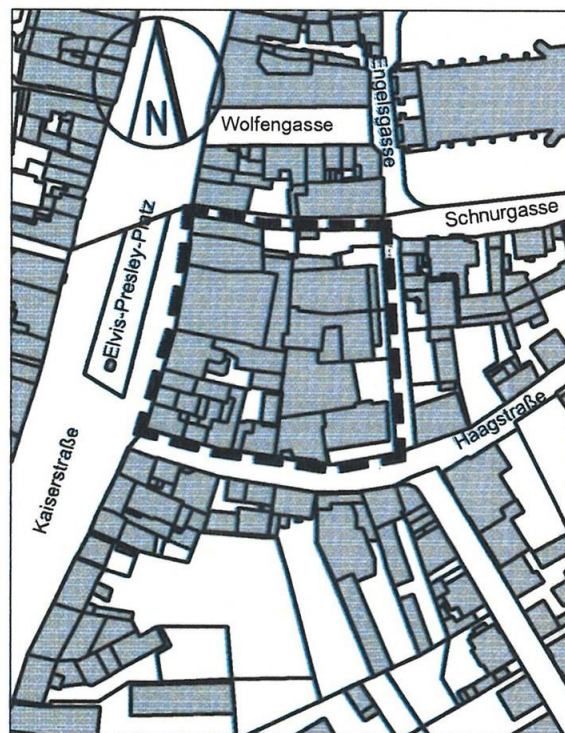 N
Wolfengasse
Engelsgasse
Schnurgasse
Elvis-Presley-Platz
Haagstraße
Kaiserstraße